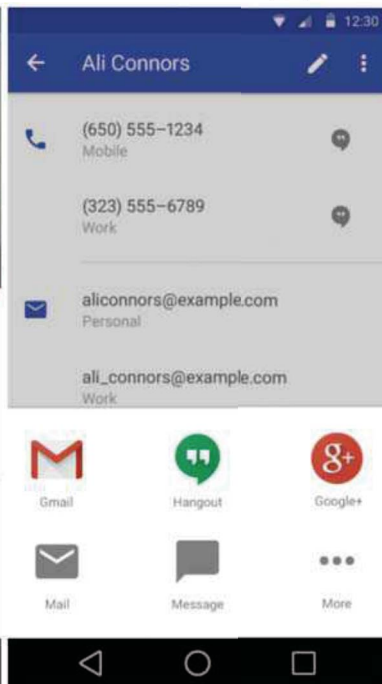 12:30
Ali Connors
(650) 555–1234
Mobile
(323) 555–6789
Work
aliconnors@example.com
Personal
ali_connors@example.com
Work
Gmail
Hangout
8+
Google+
Mail
Message
More